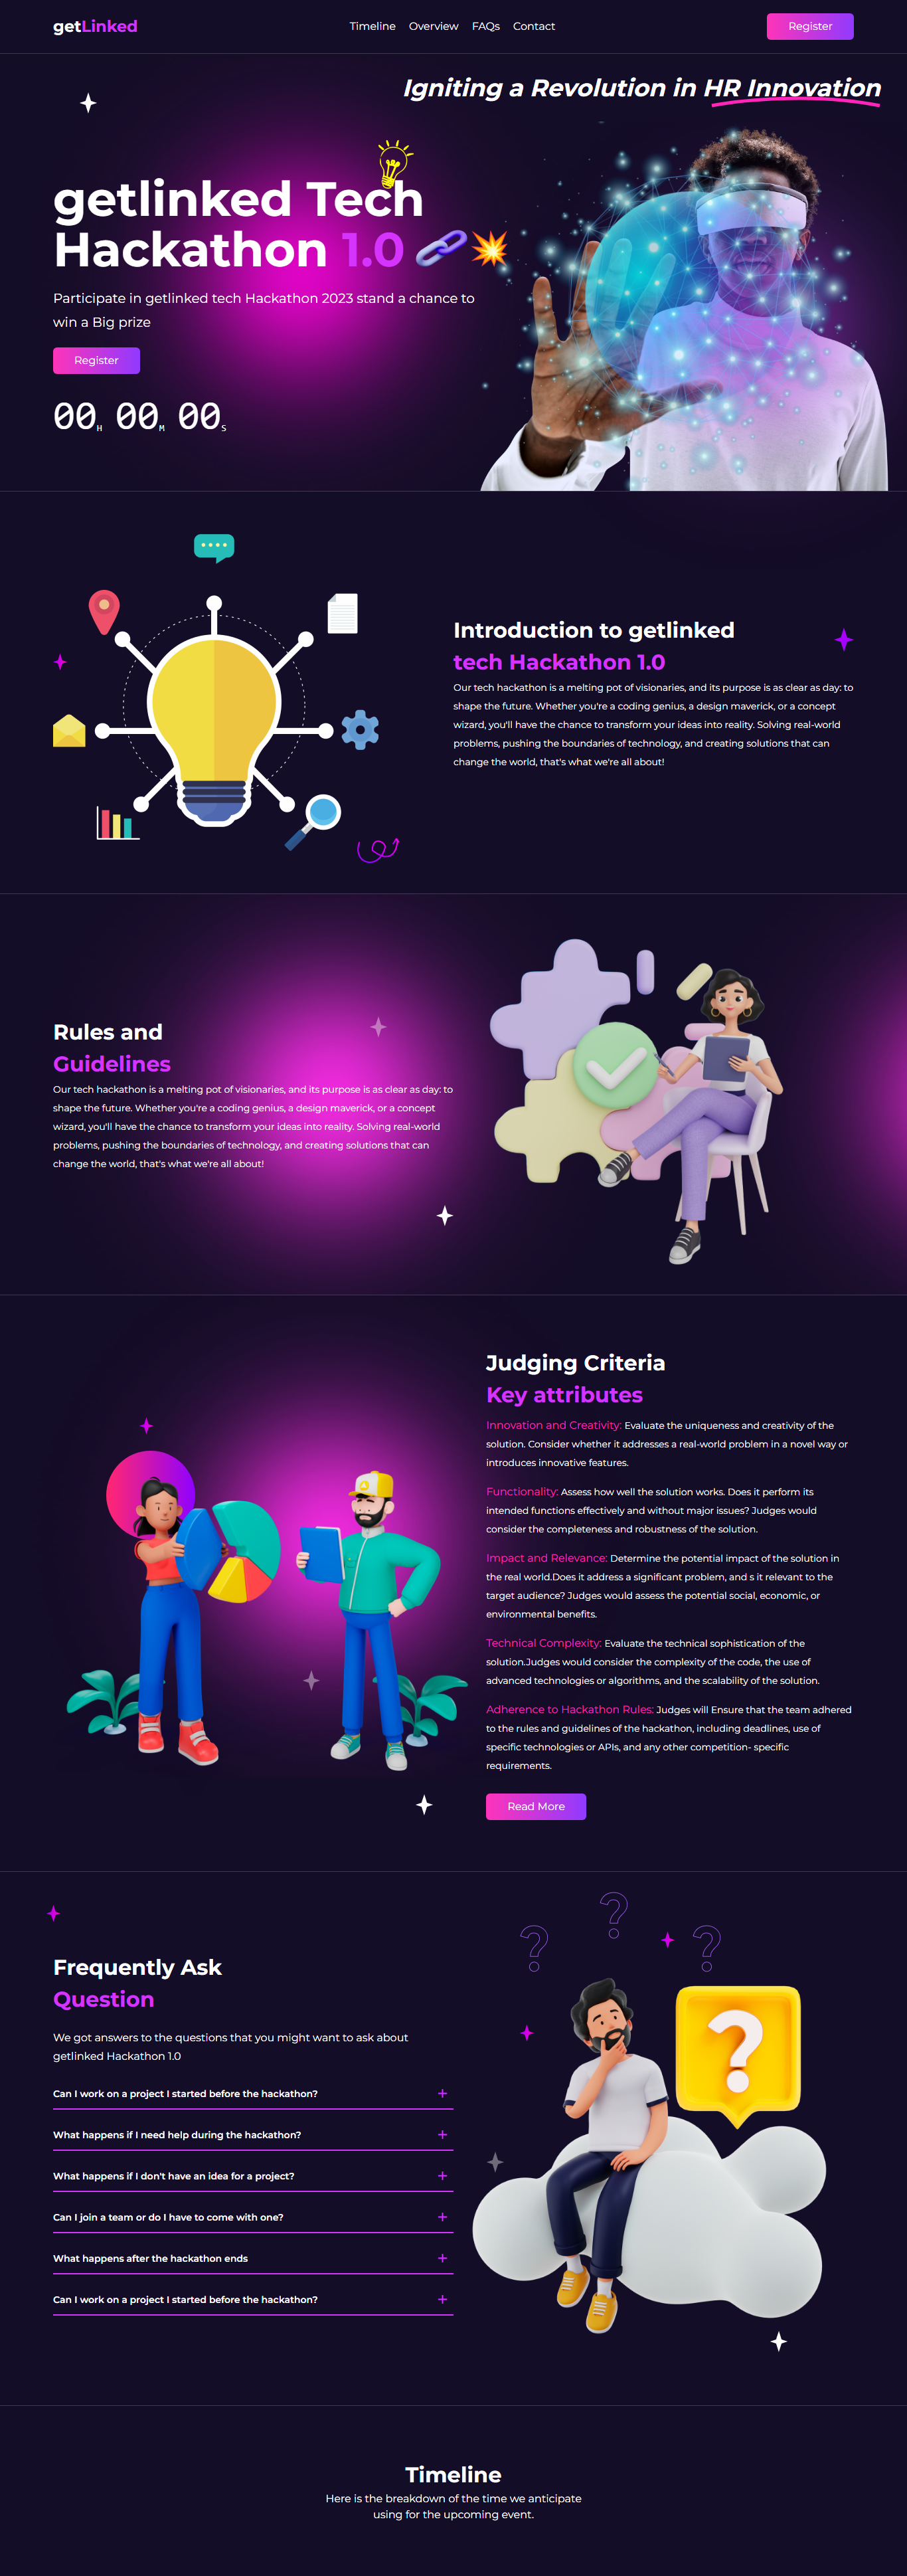 getLinked
Timeline Overview FAQs Contact
Register
Igniting a Revolution in HR Innovation
getlinked Tech
Hackathon 1.0
Participate in getlinked tech Hackathon 2023 stand a chance to
win a Big prize
Register
00H 00M 00S
Introduction to getlinked
tech Hackathon 1.0
Our tech hackathon is a melting pot of visionaries, and its purpose is as clear as day: to
shape the future. Whether you're a coding genius, a design maverick, or a concept
wizard, you'll have the chance to transform your ideas into reality. Solving real-world
problems, pushing the boundaries of technology, and creating solutions that can
change the world, that's what we're all about!
Rules and
Guidelines
Our tech hackathon is a melting pot of visionaries, and its purpose is as clear as day: to
shape the future. Whether you're a coding genius, a design maverick, or a concept
wizard, you'll have the chance to transform your ideas into reality. Solving real-world
problems, pushing the boundaries of technology, and creating solutions that can
change the world, that's what we're all about!
Judging Criteria
Key attributes
Innovation and Creativity: Evaluate the uniqueness and creativity of the
solution. Consider whether it addresses a real-world problem in a novel way or
introduces innovative features.
Functionality: Assess how well the solution works. Does it perform its
intended functions effectively and without major issues? Judges would
consider the completeness and robustness of the solution.
Impact and Relevance: Determine the potential impact of the solution in
the real world.Does it address a significant problem, and s it relevant to the
target audience? Judges would assess the potential social, economic, or
environmental benefits.
Technical Complexity: Evaluate the technical sophistication of the
solution.Judges would consider the complexity of the code, the use of
advanced technologies or algorithms, and the scalability of the solution.
Adherence to Hackathon Rules: Judges will Ensure that the team adhered
to the rules and guidelines of the hackathon, including deadlines, use of
specific technologies or APIs, and any other competition- specific
requirements.
Read More
? ? ?
Frequently Ask
Question
?
We got answers to the questions that you might want to ask about
getlinked Hackathon 1.0
Can I work on a project I started before the hackathon? +
What happens if I need help during the hackathon? +
What happens if I don't have an idea for a project? +
Can I join a team or do I have to come with one? +
What happens after the hackathon ends +
Can I work on a project I started before the hackathon? +
Timeline
Here is the breakdown of the time we anticipate
using for the upcoming event.